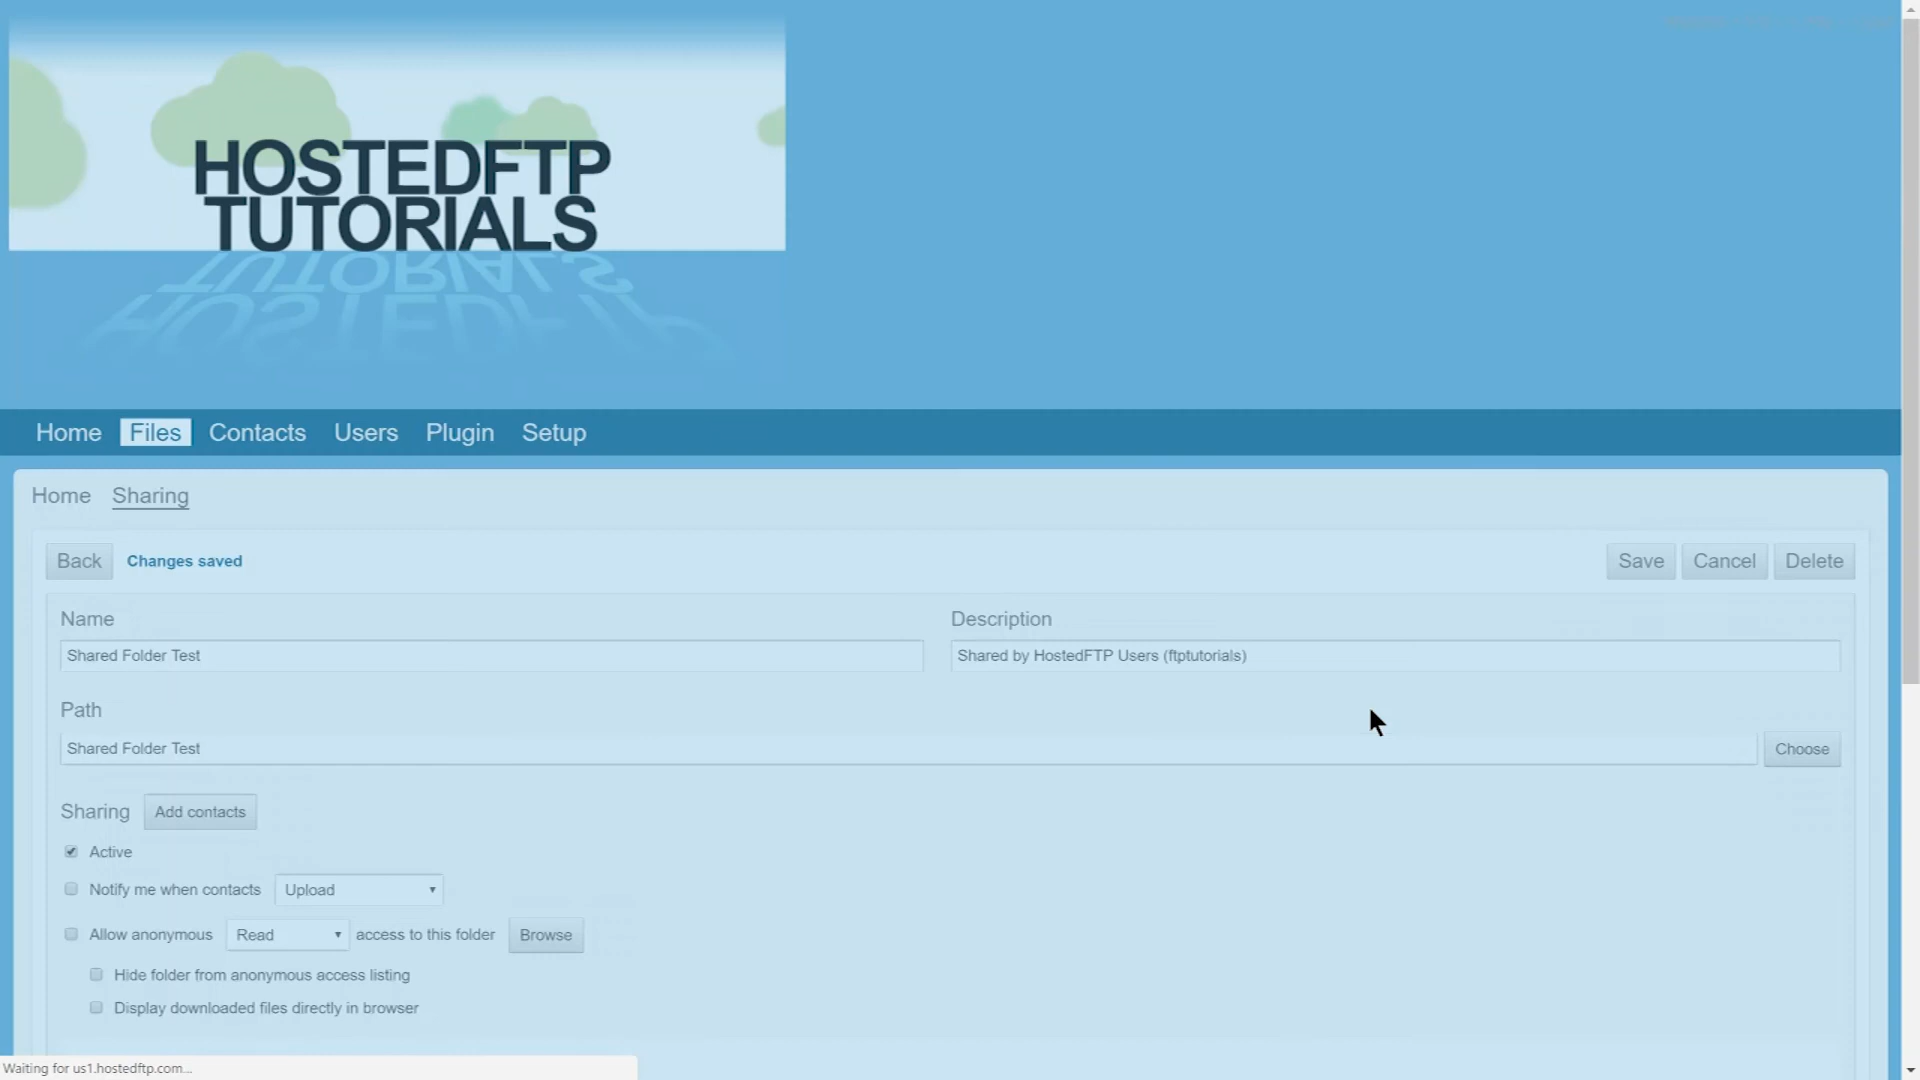 HOSTEDFTP
TUTORIALS
Home Files Contacts Users Plugin Setup
Home Sharing
Back Changes saved Save Cancel Delete
Name Description
Shared Folder Test Shared by HostedFTP Users (ftptutorials)
Path
Shared Folder Test Choose
Sharing Add contacts
Active
Notify me when contacts Upload
Allow anonymous Read access to this folder Browse
Hide folder from anonymous access listing
Display downloaded files directly in browser
Waiting for us1.hostedftp.com...